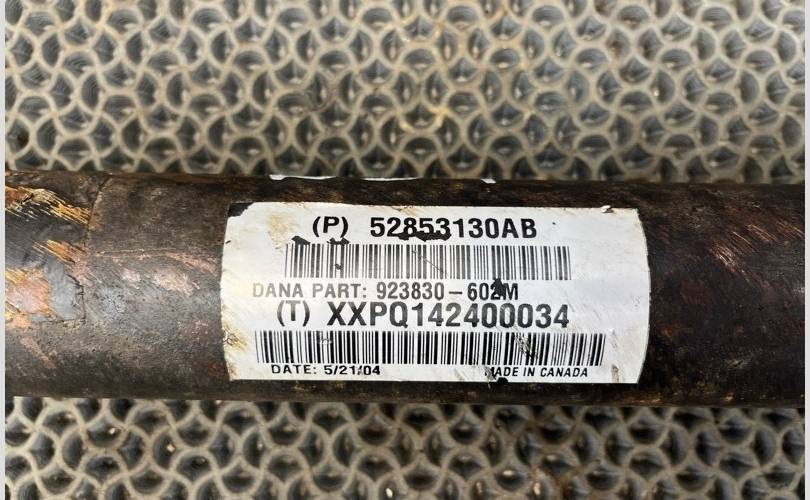 (P) 52853130AB
DANA PART: 923830-602M
(T) XXPQ142400034
DATE: 5/21/04 MADE IN CANADA